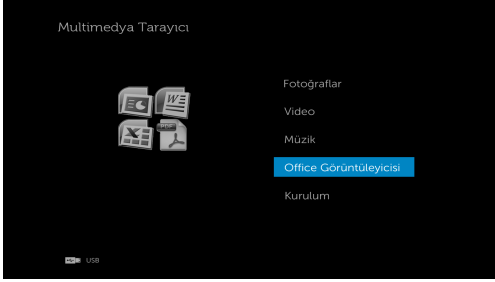 Multimedya Tarayıcı
Fotoğraflar
Video
Müzik
Office Görüntüleyicisi
Kurulum
USB